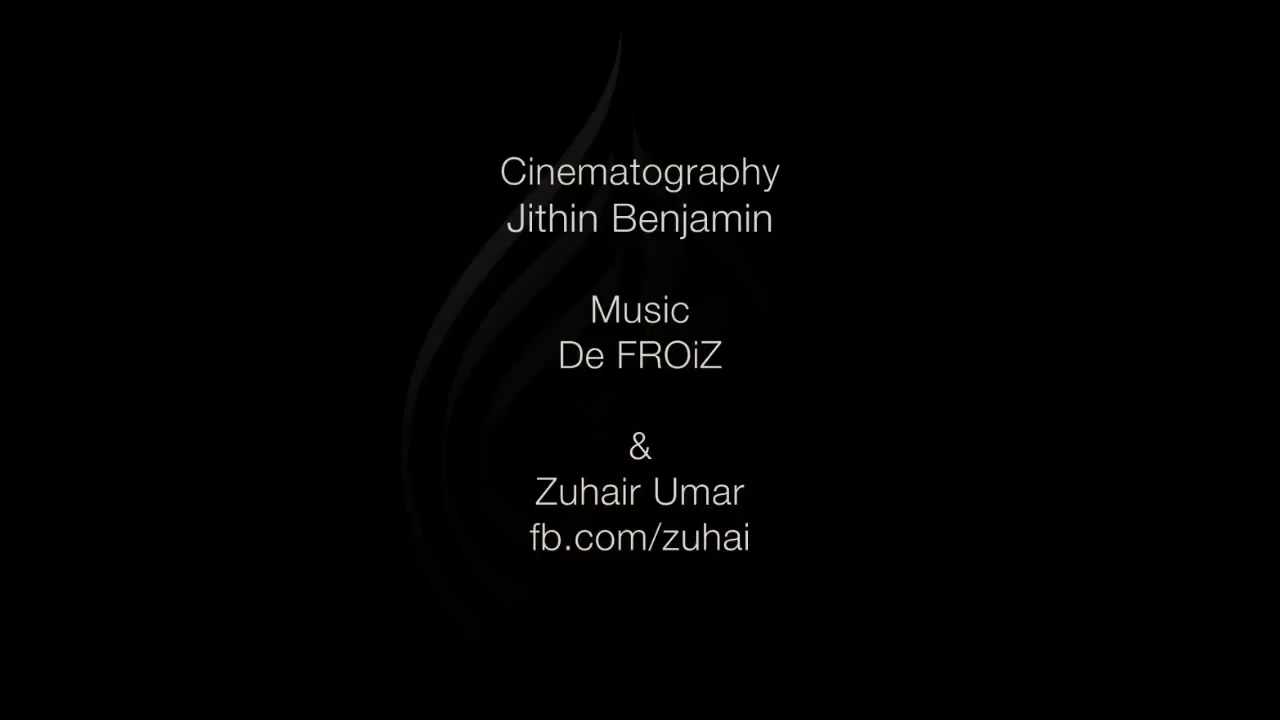 Cinematography
Jithin Benjamin
Music
De FROiZ
&
Zuhair Umar
fb.com/zuhai